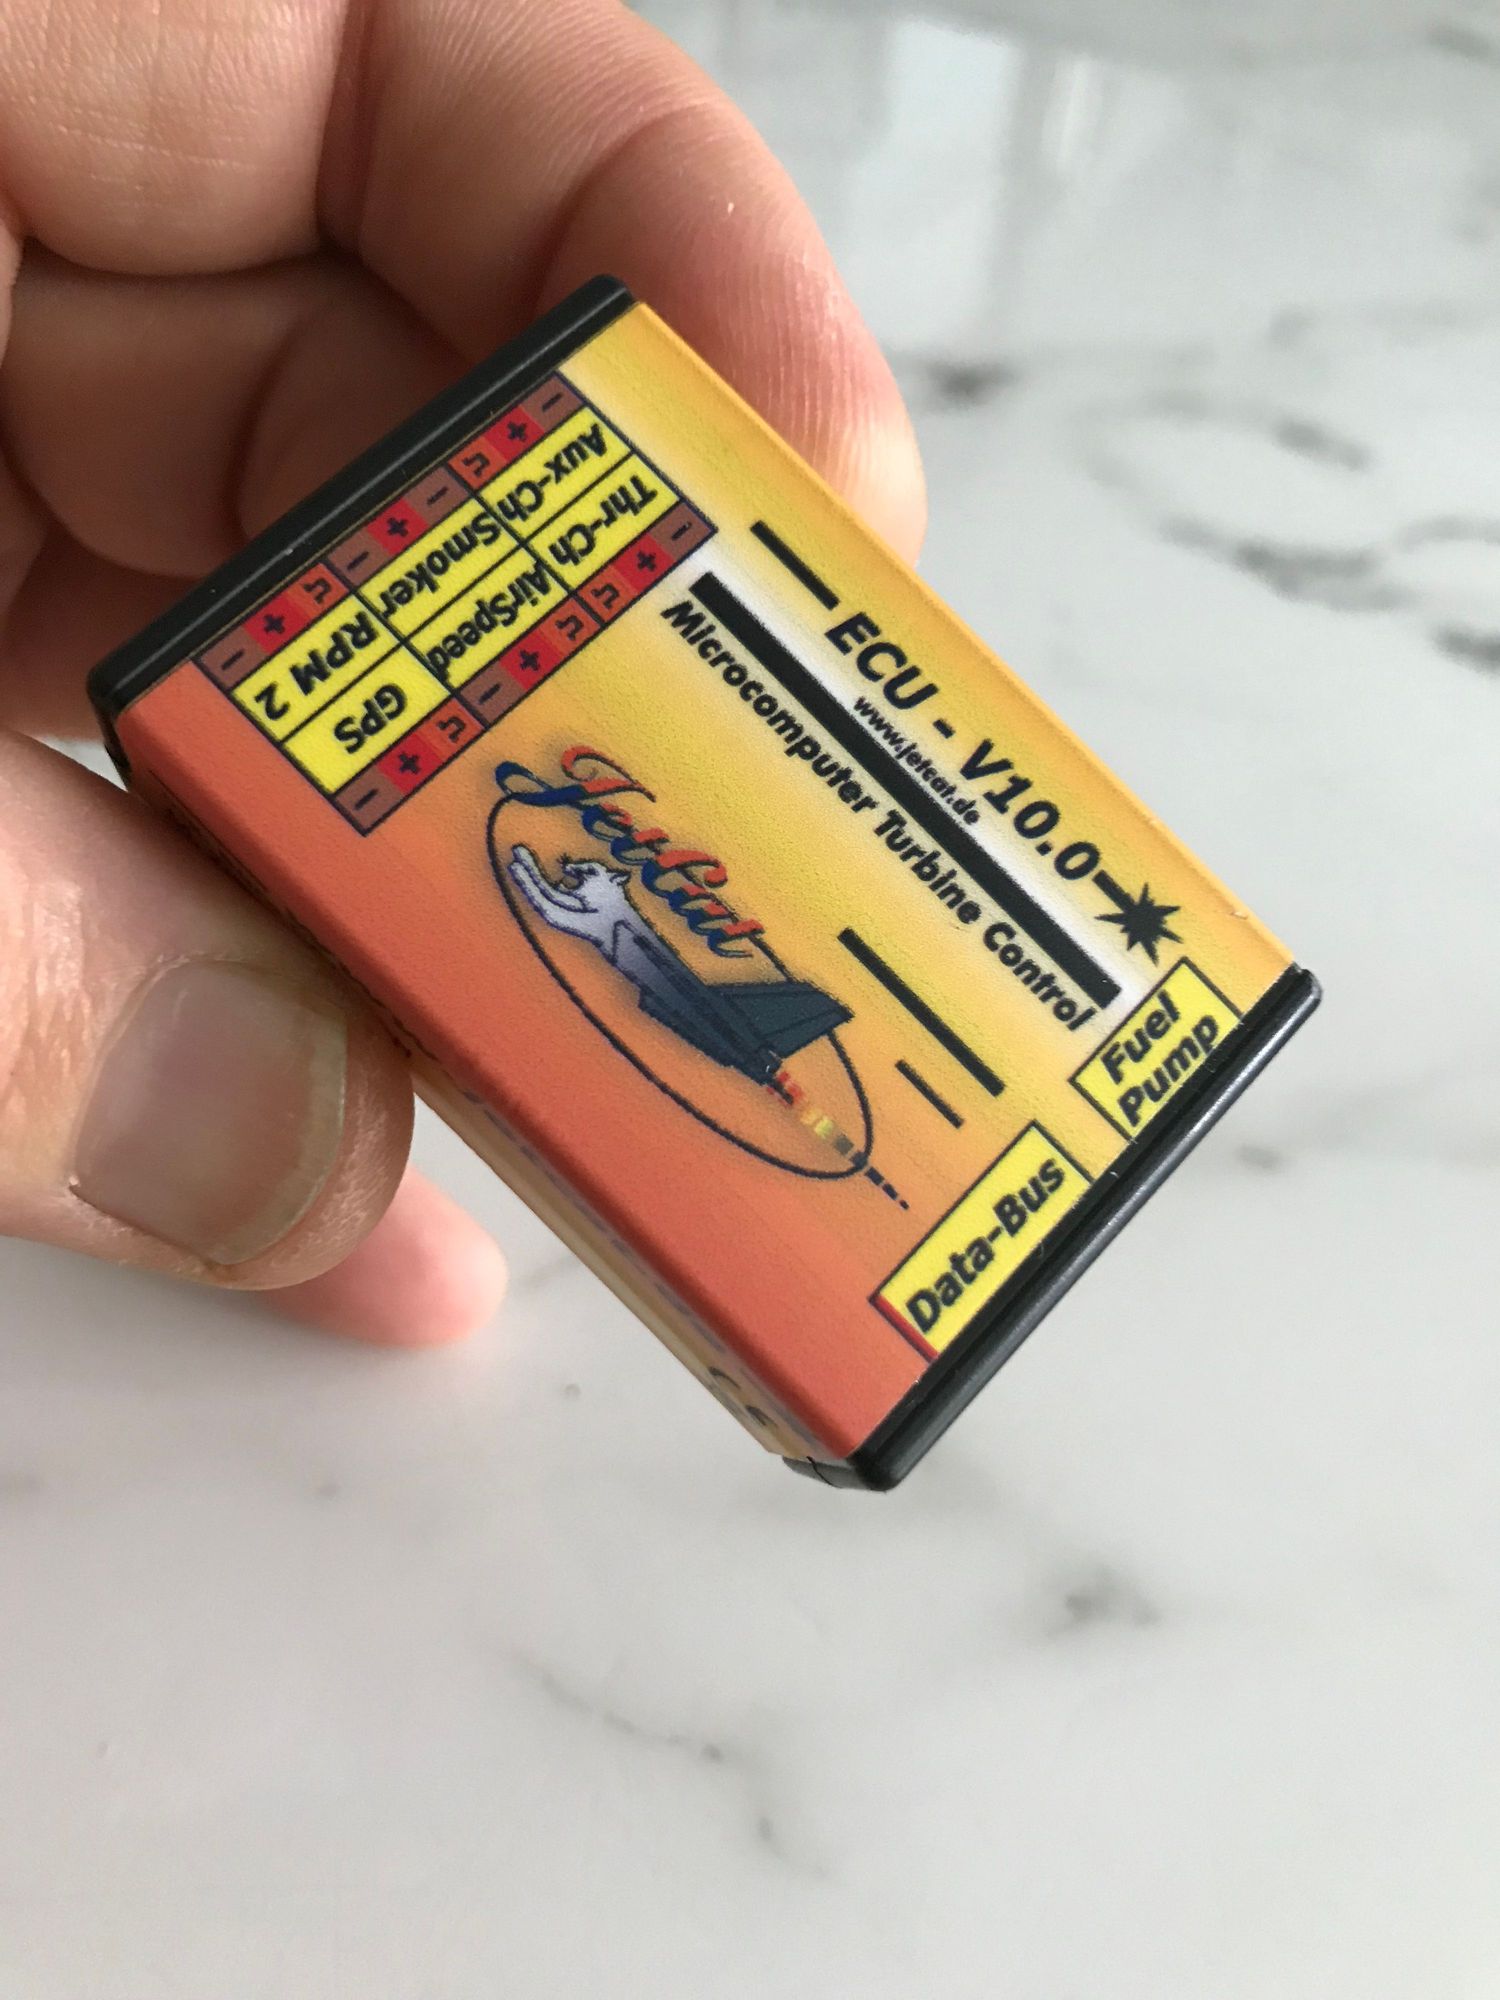 ECU - V10.0
www.jetcat.de
Microcomputer Turbine Control
JetCat
Fuel
Pump
Data-Bus
- + ⎍ - + - ⎍ + -
Aux-Ch Smoker RPM 2
Thr-Ch AirSpeed GPS
- + ⎍ ⎍ + - ⎍ + -
CE